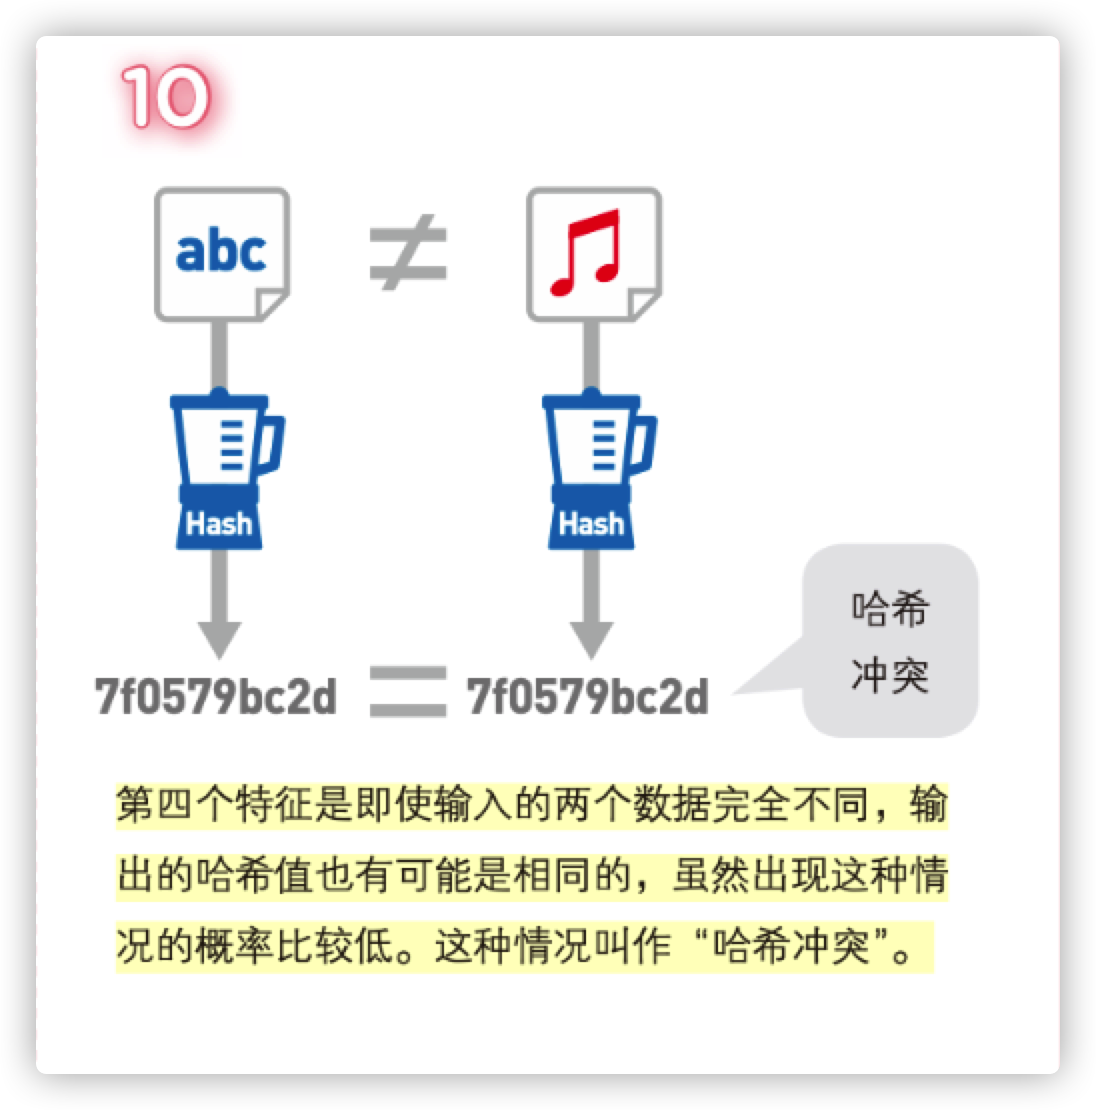 10
abc
≠
Hash
Hash
7f0579bc2d = 7f0579bc2d
哈希
冲突
第四个特征是即使输入的两个数据完全不同，输
出的哈希值也有可能是相同的，虽然出现这种情
况的概率比较低。这种情况叫作“哈希冲突”。